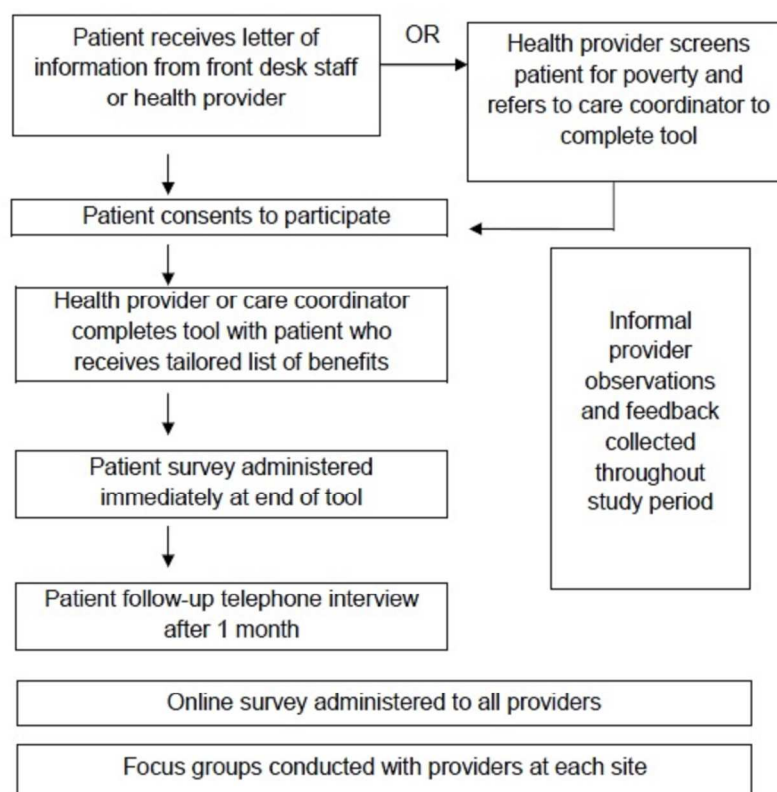 Patient receives letter of
information from front desk staff
or health provider
OR
Health provider screens
patient for poverty and
refers to care coordinator to
complete tool
Patient consents to participate
Health provider or care coordinator
completes tool with patient who
receives tailored list of benefits
Informal
provider
observations
and feedback
collected
throughout
study period
Patient survey administered
immediately at end of tool
Patient follow-up telephone interview
after 1 month
Online survey administered to all providers
Focus groups conducted with providers at each site